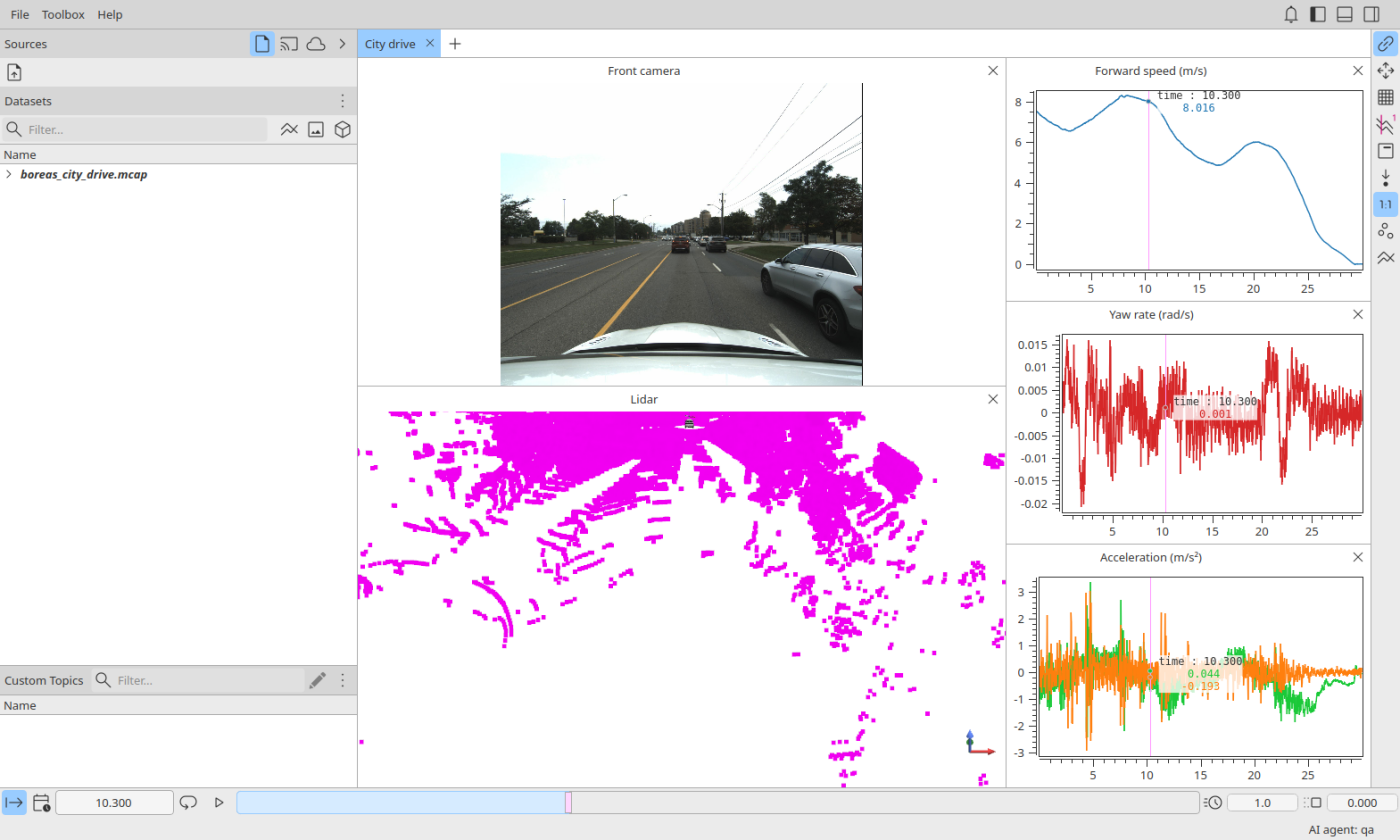 File Toolbox Help
Sources
Datasets
Filter...
Name
boreas_city_drive.mcap
Custom Topics Filter...
Name
City drive
Front camera
Lidar
Forward speed (m/s)
time : 10.300
8.016
8
6
4
2
0
5 10 15 20 25
Yaw rate (rad/s)
0.015
0.01
0.005
0
-0.005
-0.01
-0.015
-0.02
time : 10.300
0.001
5 10 15 20 25
Acceleration (m/s²)
3
2
1
0
-1
-2
-3
time : 10.300
0.044
-0.193
5 10 15 20 25
1
1:1
10.300
1.0
0.000
AI agent: qa